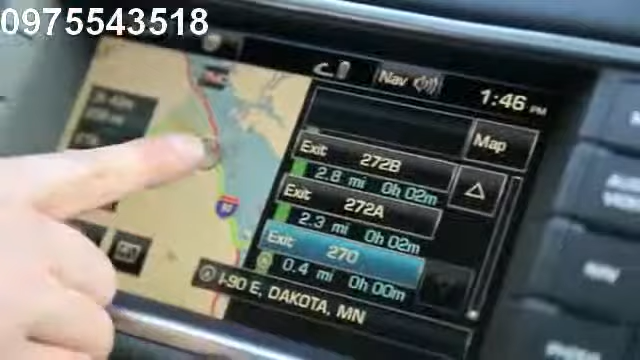 0975543518
Nav
1:46 PM
Map
Exit 272B
2.8 mi 0h 02m
Exit 272A
2.3 mi 0h 02m
Exit 270
0.4 mi 0h 00m
I-90 E, DAKOTA, MN